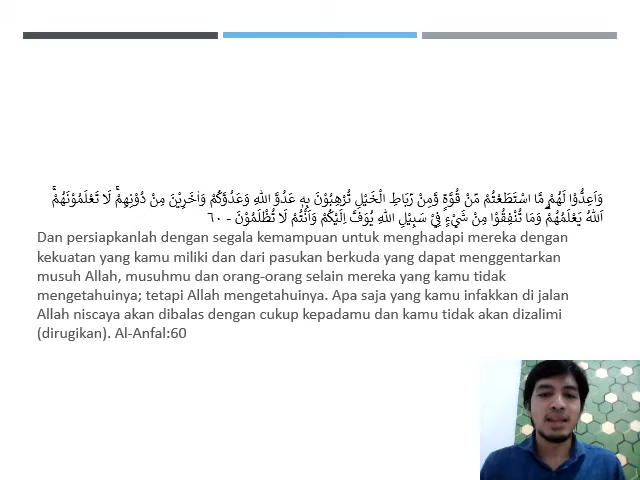 وَاَعِدُّوْا لَهُمْ مَّا اسْتَطَعْتُمْ مِّنْ قُوَّةٍ وَّمِنْ رِّبَاطِ الْخَيْلِ تُرْهِبُوْنَ بِهٖ عَدُوَّ اللّٰهِ وَعَدُوَّكُمْ وَاٰخَرِيْنَ مِنْ دُوْنِهِمْۚ لَا تَعْلَمُوْنَهُمْۚ
اَللّٰهُ يَعْلَمُهُمْۗ وَمَا تُنْفِقُوْا مِنْ شَيْءٍ فِيْ سَبِيْلِ اللّٰهِ يُوَفَّ اِلَيْكُمْ وَاَنْتُمْ لَا تُظْلَمُوْنَ - ٦٠
Dan persiapkanlah dengan segala kemampuan untuk menghadapi mereka dengan
kekuatan yang kamu miliki dan dari pasukan berkuda yang dapat menggentarkan
musuh Allah, musuhmu dan orang-orang selain mereka yang kamu tidak
mengetahuinya; tetapi Allah mengetahuinya. Apa saja yang kamu infakkan di jalan
Allah niscaya akan dibalas dengan cukup kepadamu dan kamu tidak akan dizalimi
(dirugikan). Al-Anfal:60